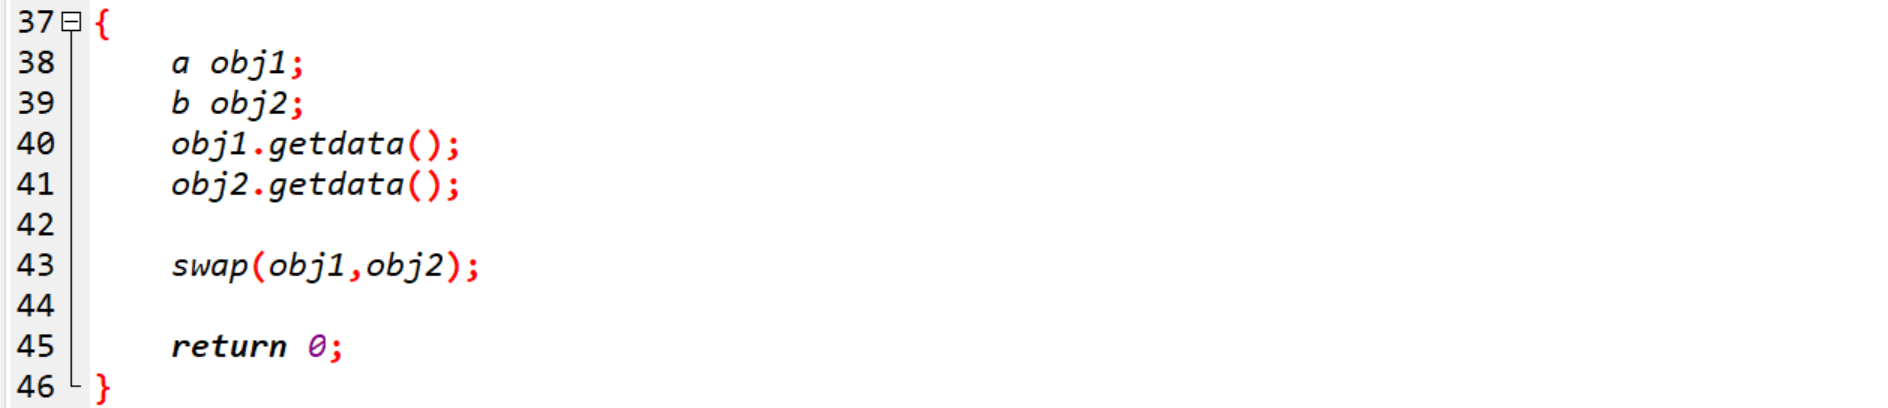 37 {
38 a obj1;
39 b obj2;
40 obj1.getdata();
41 obj2.getdata();
42
43 swap(obj1,obj2);
44
45 return 0;
46 }